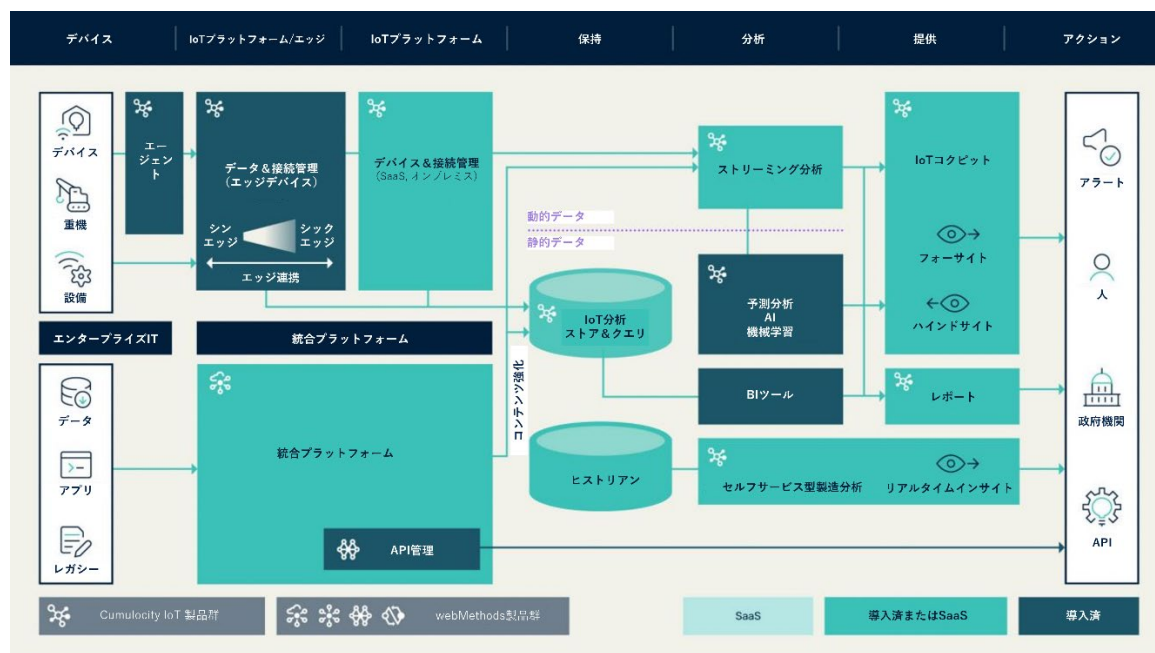 デバイス
IoTプラットフォーム/エッジ
IoTプラットフォーム
保持
分析
提供
アクション
デバイス
重機
設備
エー
ジェン
ト
データ&接続管理
(エッジデバイス)
シン
エッジ
シック
エッジ
エッジ連携
デバイス&接続管理
(SaaS, オンプレミス)
動的データ
静的データ
IoT分析
ストア&クエリ
ストリーミング分析
予測分析
AI
機械学習
BIツール
IoTコクピット
フォーサイト
ハインドサイト
レポート
アラート
人
政府機関
API
エンタープライズIT
統合プラットフォーム
データ
アプリ
レガシー
統合プラットフォーム
API管理
コンテンツ強化
ヒストリアン
セルフサービス型製造分析
リアルタイムインサイト
Cumulocity IoT 製品群
webMethods製品群
SaaS
導入済またはSaaS
導入済